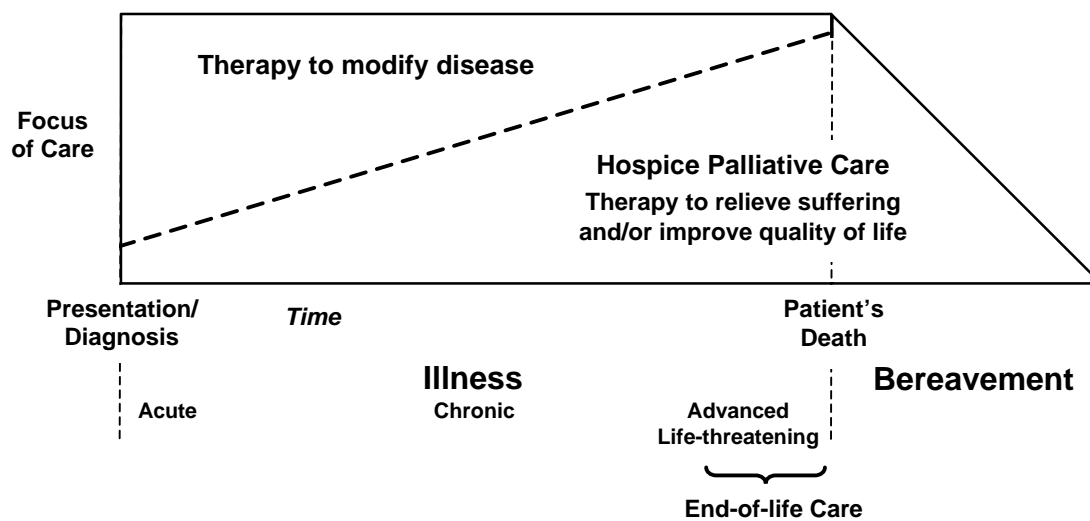 Therapy to modify disease
Focus
of Care
Hospice Palliative Care
Therapy to relieve suffering
and/or improve quality of life
Presentation/
Diagnosis
Time
Patient’s
Death
Illness
Bereavement
Acute
Chronic
Advanced
Life-threatening
End-of-life Care